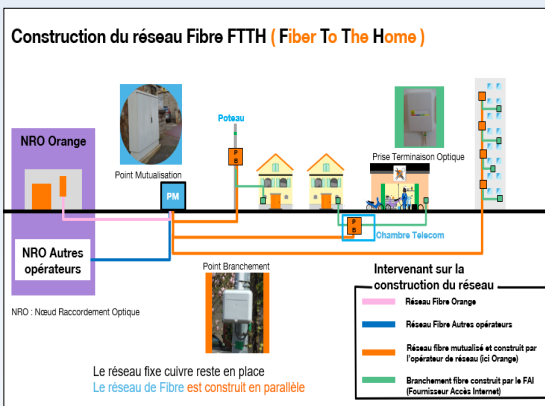 Construction du réseau Fibre FTTH ( Fiber To The Home )
NRO Orange
Point Mutualisation
Poteau
P
B
Prise Terminaison Optique
PM
P
B
Chambre Telecom
NRO Autres
opérateurs
Point Branchement
NRO : Nœud Raccordement Optique
Intervenant sur la
construction du réseau
Réseau Fibre Orange
Réseau Fibre Autres opérateurs
Réseau fibre mutualisé et construit par
l'opérateur de réseau (ici Orange)
Branchement fibre construit par le FAI
(Fournisseur Accès Internet)
Le réseau fixe cuivre reste en place
Le réseau de Fibre est construit en parallèle